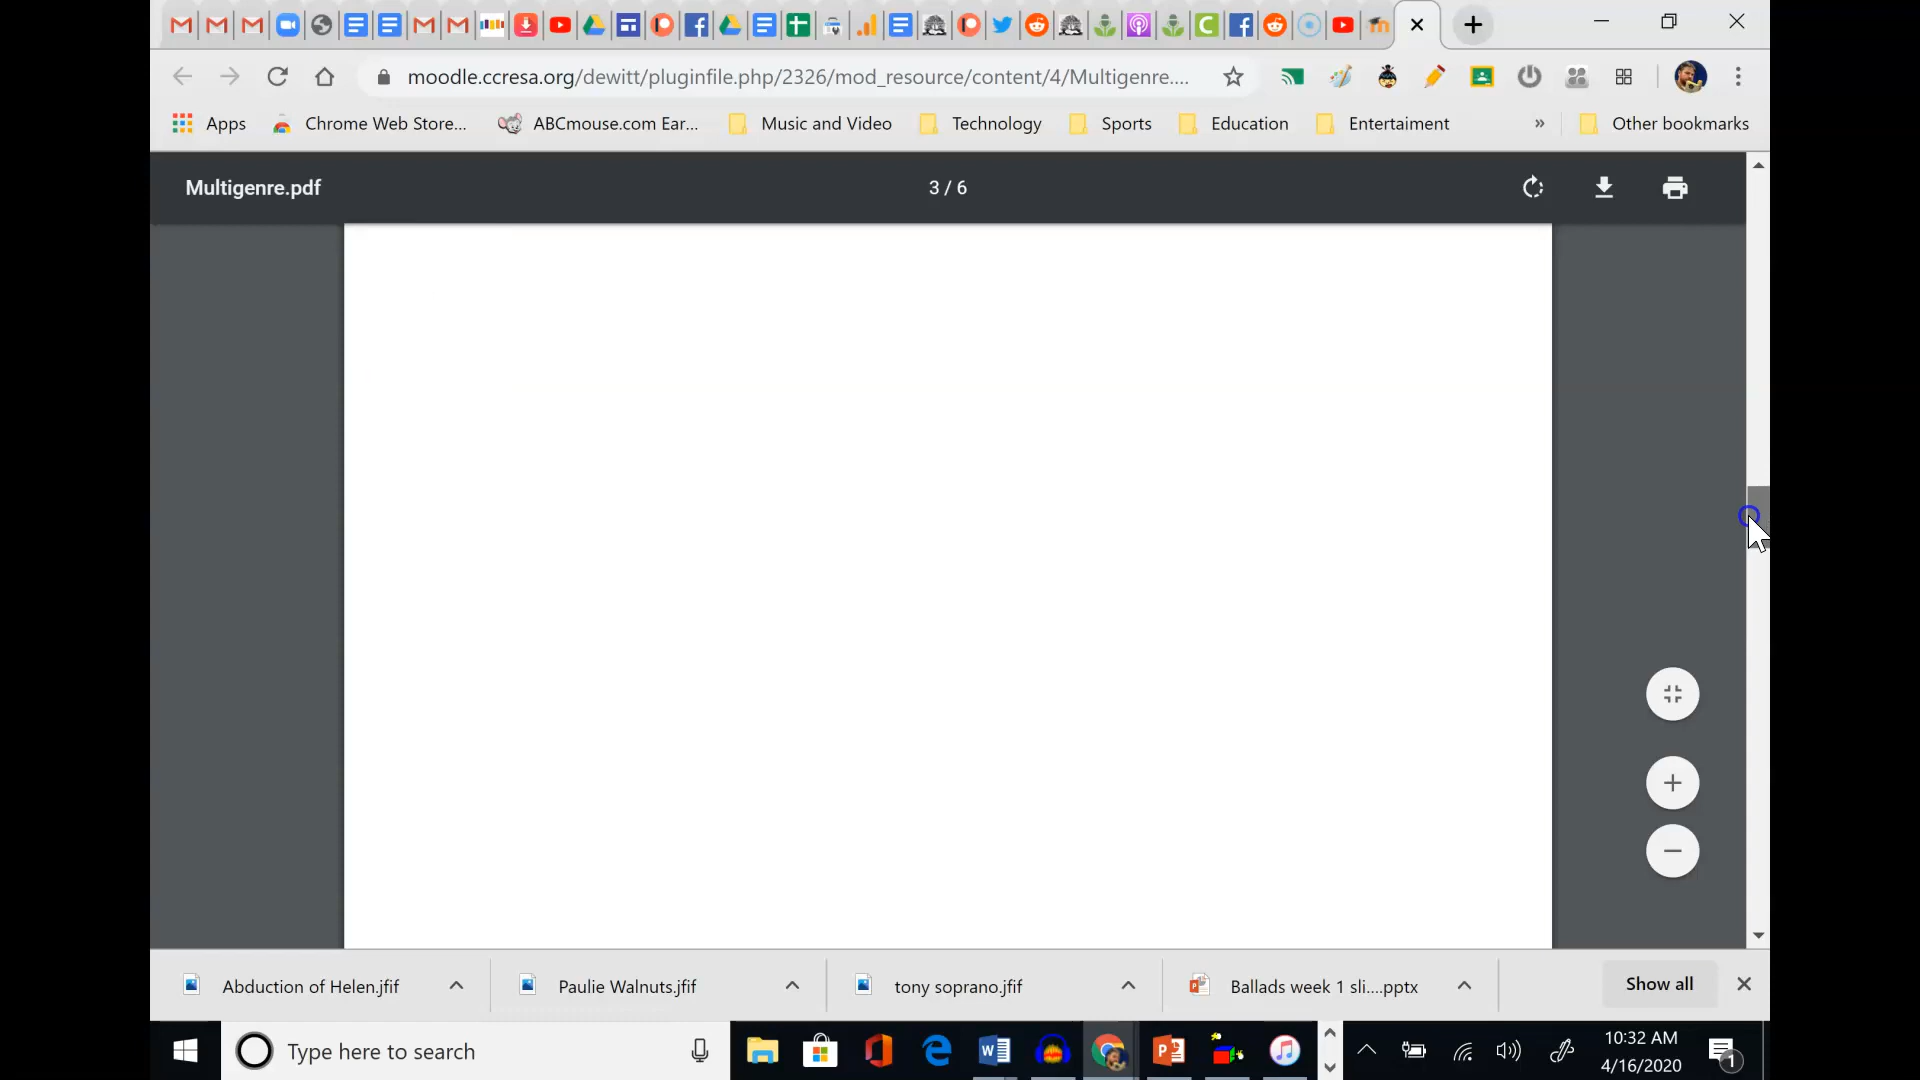 moodle.ccresa.org/dewitt/pluginfile.php/2326/mod_resource/content/4/Multigenre....
Apps Chrome Web Store... ABCmouse.com Ear... Music and Video Technology Sports Education Entertaiment » Other bookmarks
Multigenre.pdf 3 / 6
Abduction of Helen.jfif Paulie Walnuts.jfif tony soprano.jfif Ballads week 1 sli....pptx Show all
Type here to search 10:32 AM
4/16/2020 1